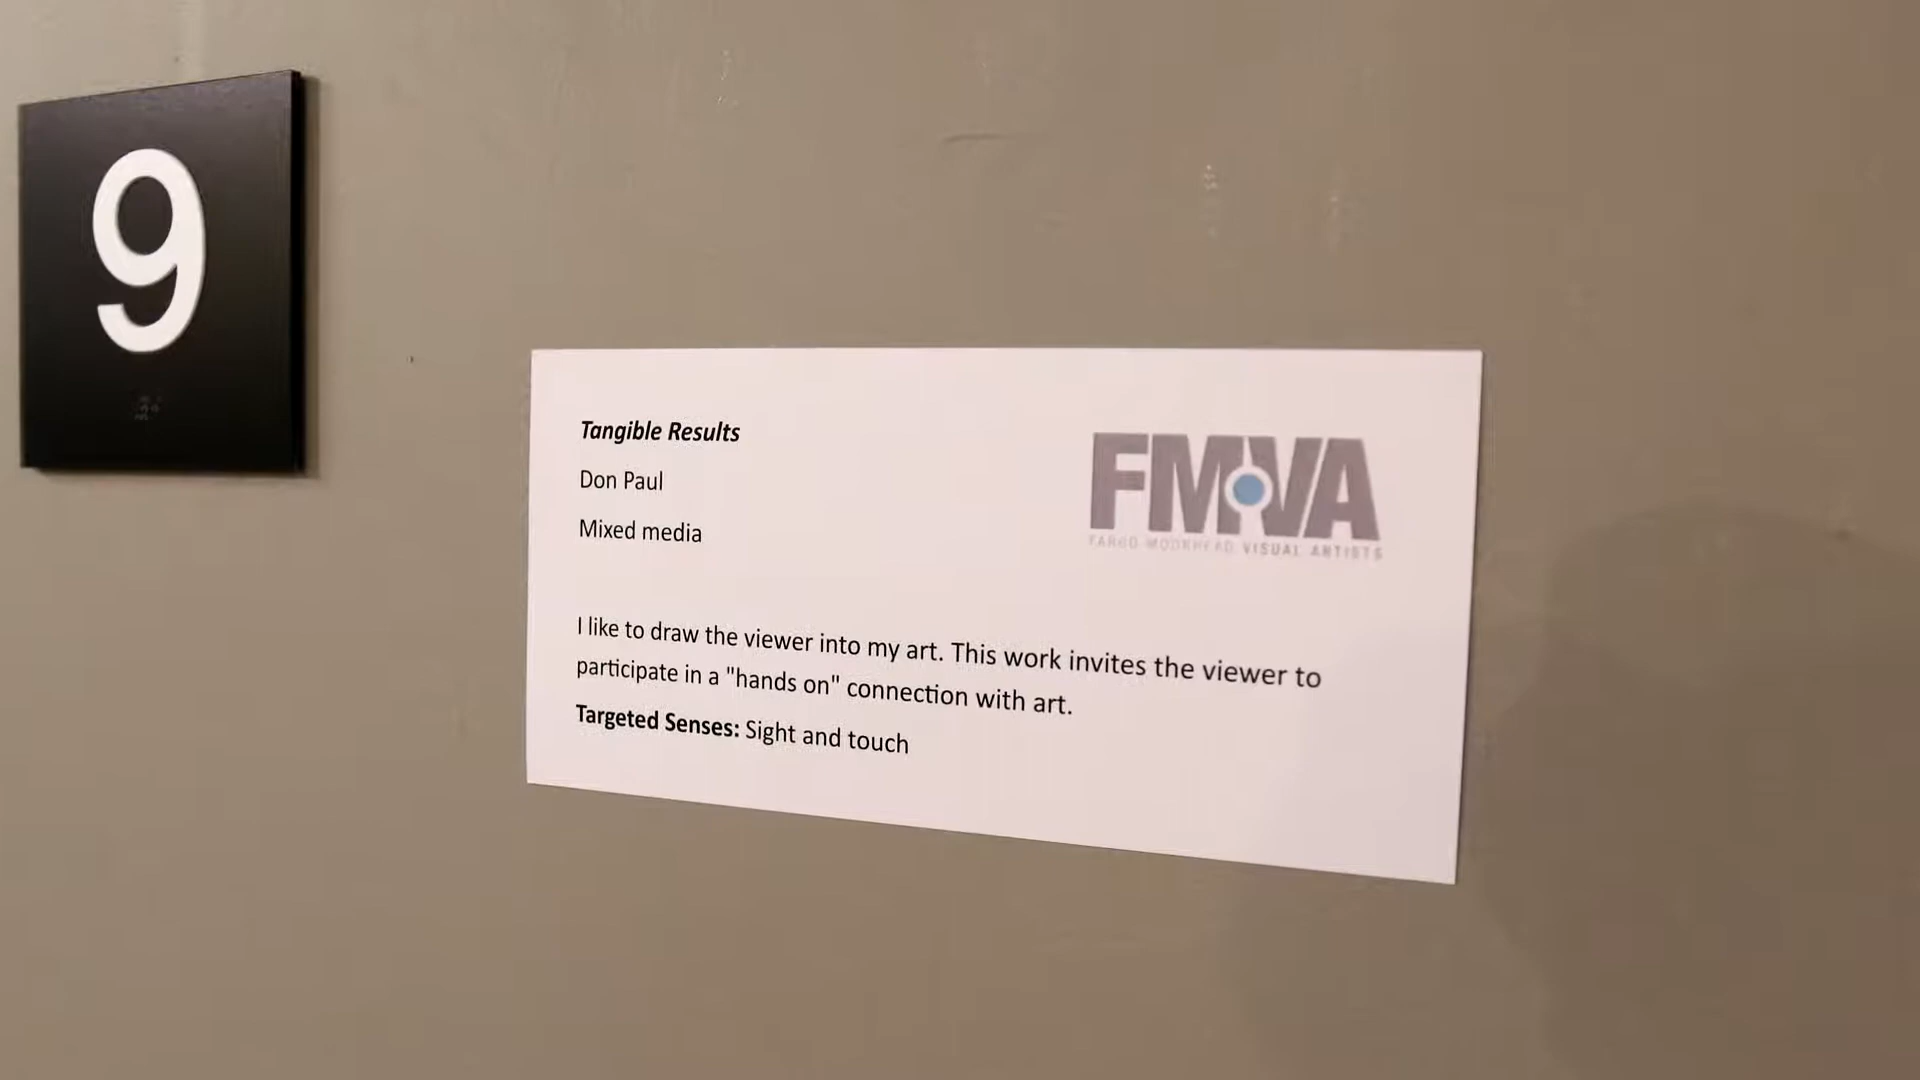 9
Tangible Results
Don Paul
Mixed media
FMVA
FARGO MOORHEAD VISUAL ARTISTS
I like to draw the viewer into my art. This work invites the viewer to
participate in a "hands on" connection with art.
Targeted Senses: Sight and touch